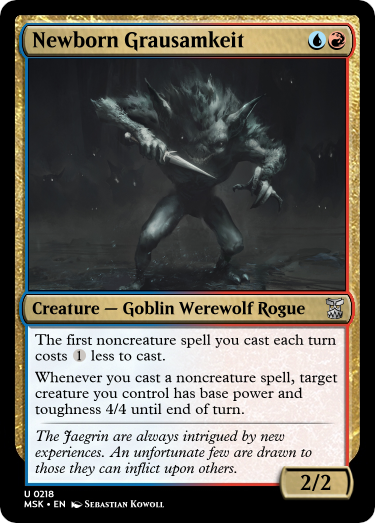 Newborn Grausamkeit
Creature — Goblin Werewolf Rogue
The first noncreature spell you cast each turn
costs 1 less to cast.
Whenever you cast a noncreature spell, target
creature you control has base power and
toughness 4/4 until end of turn.
The Jaegrin are always intrigued by new
experiences. An unfortunate few are drawn to
those they can inflict upon others.
2/2
U 0218
MSK • EN Sebastian Kowoll